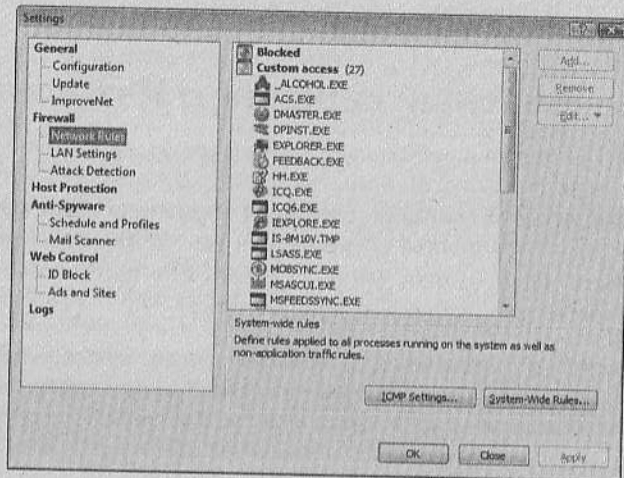 Settings
General
Configuration
Update
ImproveNet
Firewall
Network Rules
LAN Settings
Attack Detection
Host Protection
Anti-Spyware
Schedule and Profiles
Mail Scanner
Web Control
ID Block
Ads and Sites
Logs
Blocked
Custom access (27)
_ALCOHOL.EXE
ACS.EXE
DMASTER.EXE
DPINST.EXE
EXPLORER.EXE
FEEDBACK.EXE
HH.EXE
ICQ.EXE
ICQ6.EXE
IEXPLORE.EXE
IS-8M10V.TMP
LSASS.EXE
MOBSYNC.EXE
MSASCUI.EXE
MSFEEDSSYNC.EXE
Add...
Remove
Edit...
System-wide rules
Define rules applied to all processes running on the system as well as
non-application traffic rules.
ICMP Settings...
System-Wide Rules...
OK
Close
Apply